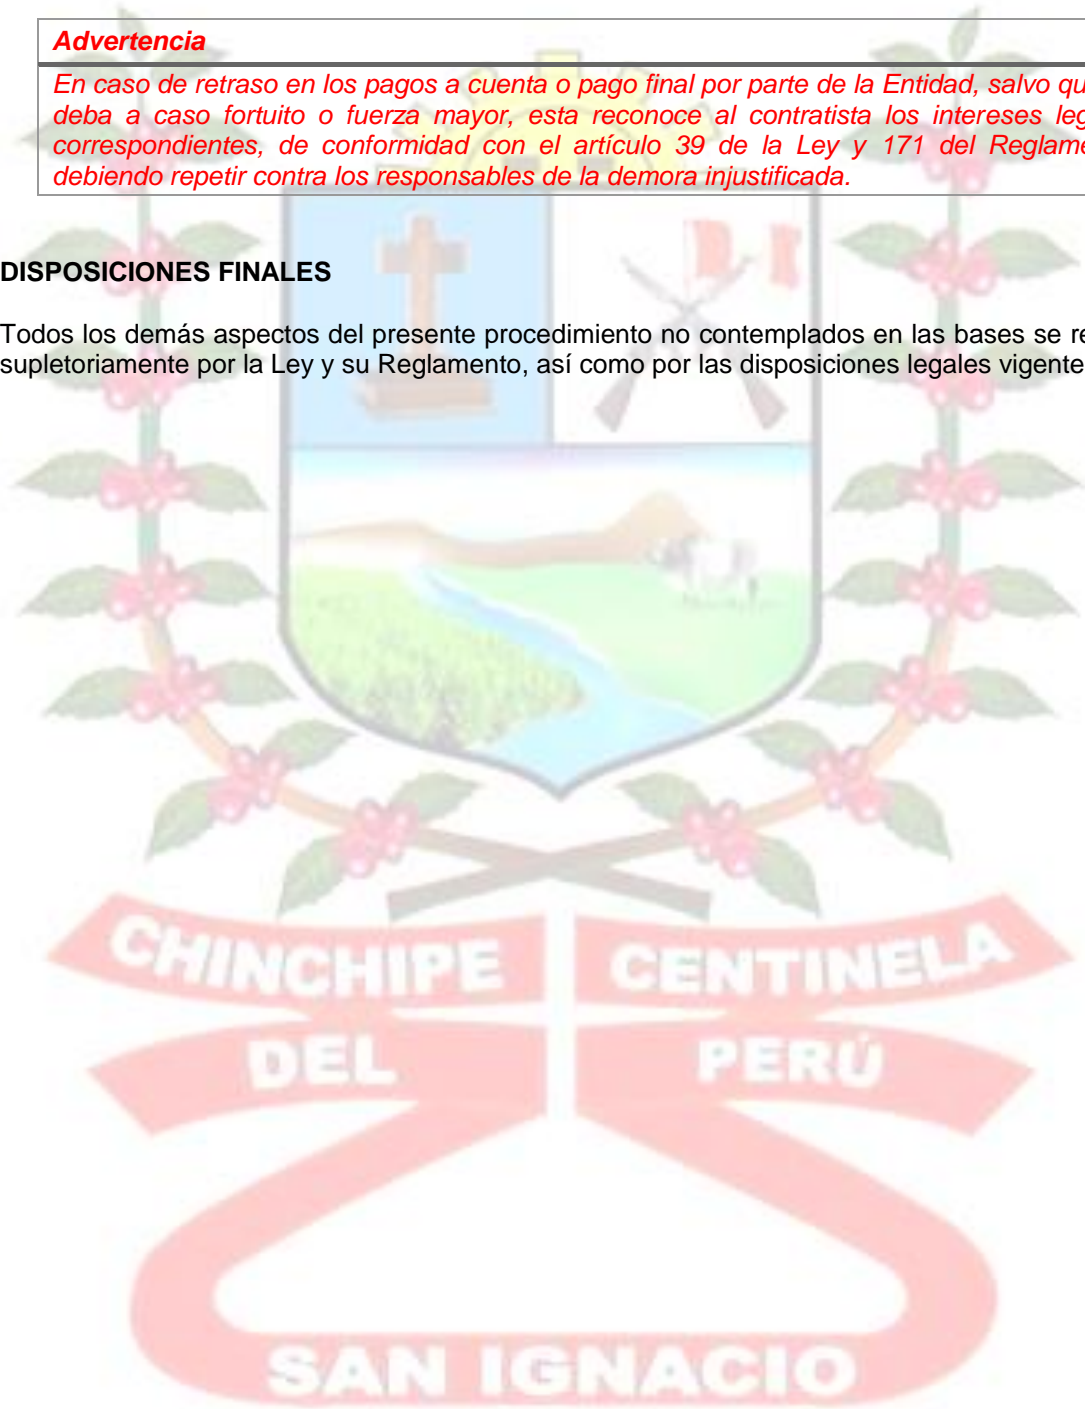 Advertencia
En caso de retraso en los pagos a cuenta o pago final por parte de la Entidad, salvo qu
deba a caso fortuito o fuerza mayor, esta reconoce al contratista los intereses leg
correspondientes, de conformidad con el artículo 39 de la Ley y 171 del Reglame
debiendo repetir contra los responsables de la demora injustificada.
DISPOSICIONES FINALES
Todos los demás aspectos del presente procedimiento no contemplados en las bases se re
supletoriamente por la Ley y su Reglamento, así como por las disposiciones legales vigente
CHINCHIPE CENTINELA
DEL PERÚ
SAN IGNACIO